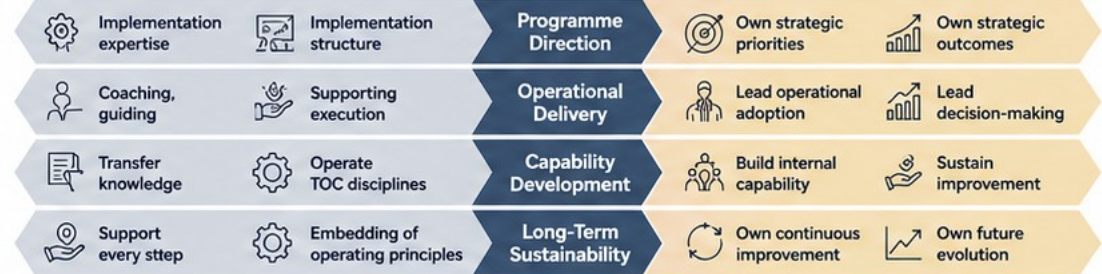 Implementation
expertise
Implementation
structure
Programme
Direction
Own strategic
priorities
Own strategic
outcomes
Coaching,
guiding
Supporting
execution
Operational
Delivery
Lead operational
adoption
Lead
decision-making
Transfer
knowledge
Operate
TOC disciplines
Capability
Development
Build internal
capability
Sustain
improvement
Support
every sttep
Embedding of
operating principles
Long-Term
Sustainability
Own continuous
improvement
Own future
evolution